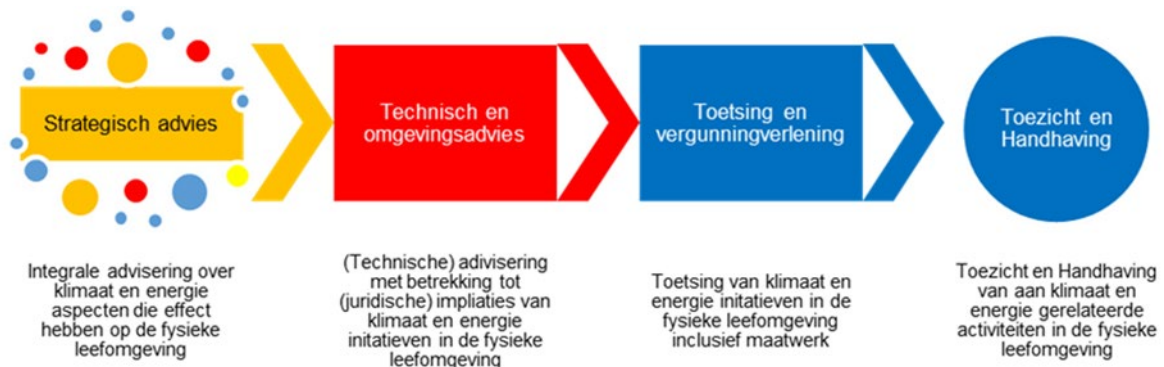 Strategisch advies
Technisch en
omgevingsadvies
Toetsing en
vergunningverlening
Toezicht en
Handhaving
Integrale advisering over
klimaat en energie
aspecten die effect
hebben op de fysieke
leefomgeving
(Technische) adivisering
met betrekking tot
(juridische) impliaties van
klimaat en energie
initatieven in de fysieke
leefomgeving
Toetsing van klimaat en
energie initatieven in de
fysieke leefomgeving
inclusief maatwerk
Toezicht en Handhaving
van aan klimaat en
energie gerelateerde
activiteiten in de fysieke
leefomgeving